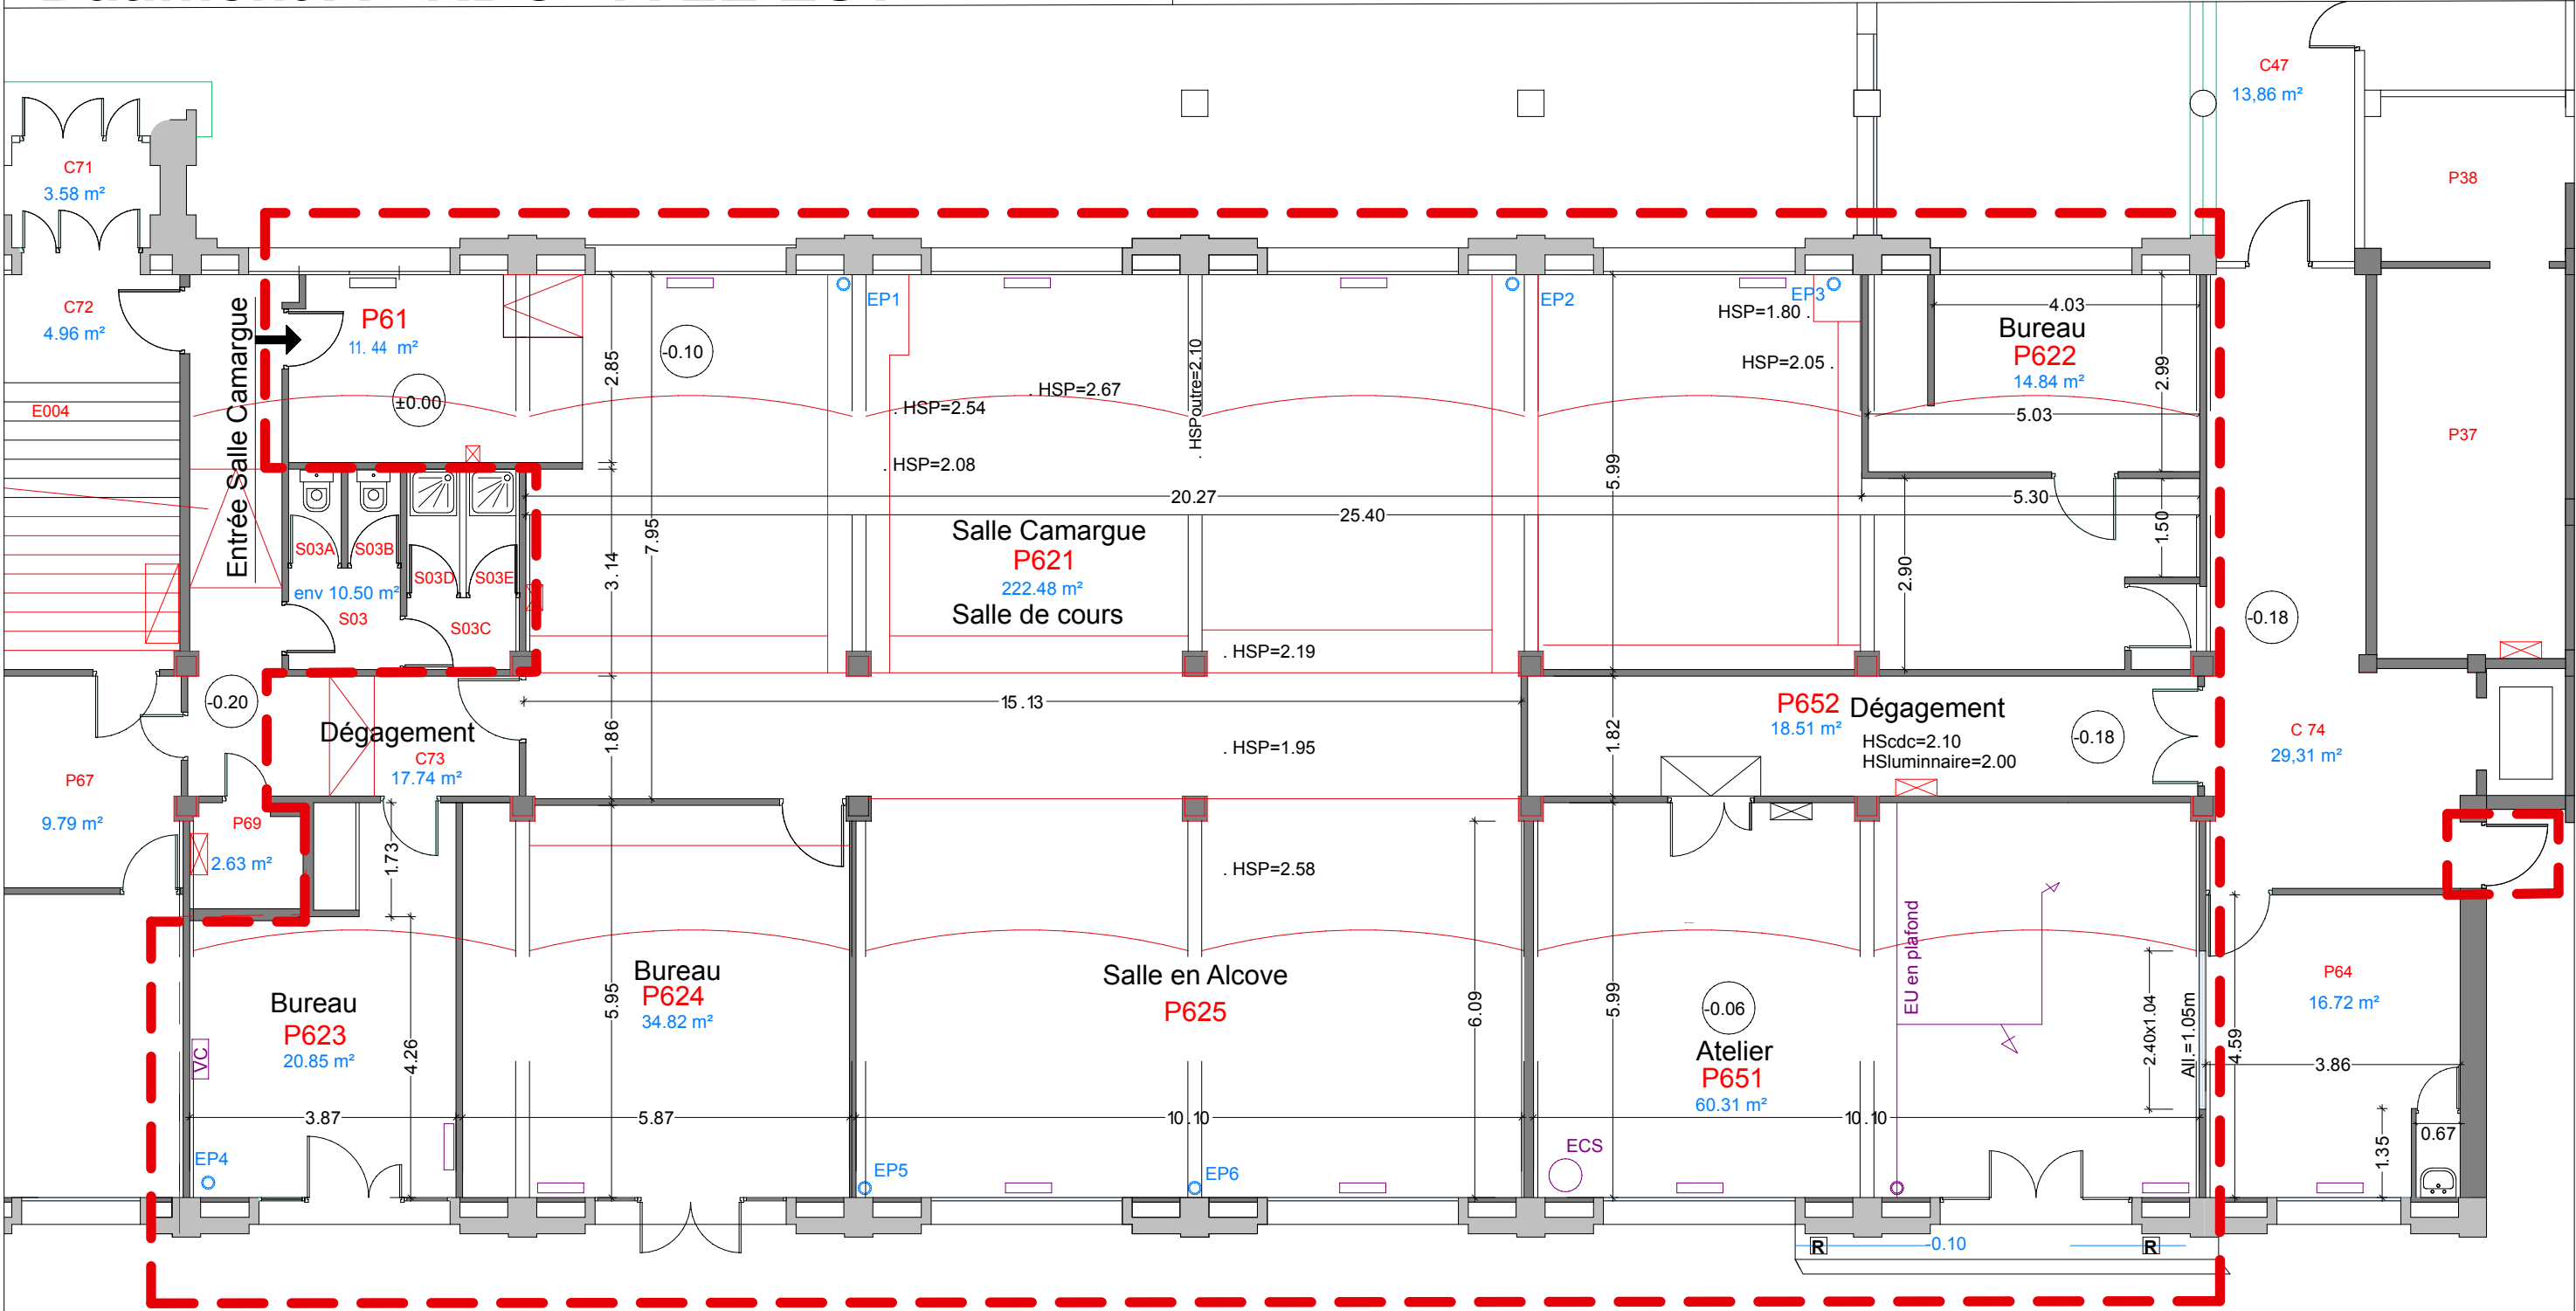 C47
13,86 m²
C71
3.58 m²
P38
C72
4.96 m²
Entrée Salle Camargue
P61
11. 44 m²
±0.00
-0.10
EP1
EP2
EP3
HSP=1.80 .
HSP=2.05 .
. HSP=2.67
. HSP=2.54
. HSP=2.08
. HSPoutre=2.10
2.85
7.95
5.99
4.03
Bureau
P622
14.84 m²
2.99
5.03
E004
P37
20.27
5.30
25.40
1.50
Salle Camargue
P621
222.48 m²
Salle de cours
S03A
S03B
S03D
S03E
env 10.50 m²
S03
S03C
3.14
2.90
-0.18
. HSP=2.19
-0.20
Dégagement
C73
17.74 m²
1.86
15.13
. HSP=1.95
1.82
P652
Dégagement
18.51 m²
HScdc=2.10
HSluminnaire=2.00
-0.18
C 74
29,31 m²
P67
9.79 m²
P69
2.63 m²
1.73
. HSP=2.58
EU en plafond
Bureau
P623
20.85 m²
VC
4.26
Bureau
P624
34.82 m²
5.95
Salle en Alcove
P625
6.09
5.99
-0.06
Atelier
P651
60.31 m²
2.40x1.04
All.=1.05m
4.59
P64
16.72 m²
3.86
3.87
5.87
10.10
10.10
0.67
1.35
EP4
EP5
EP6
ECS
R
-0.10
R